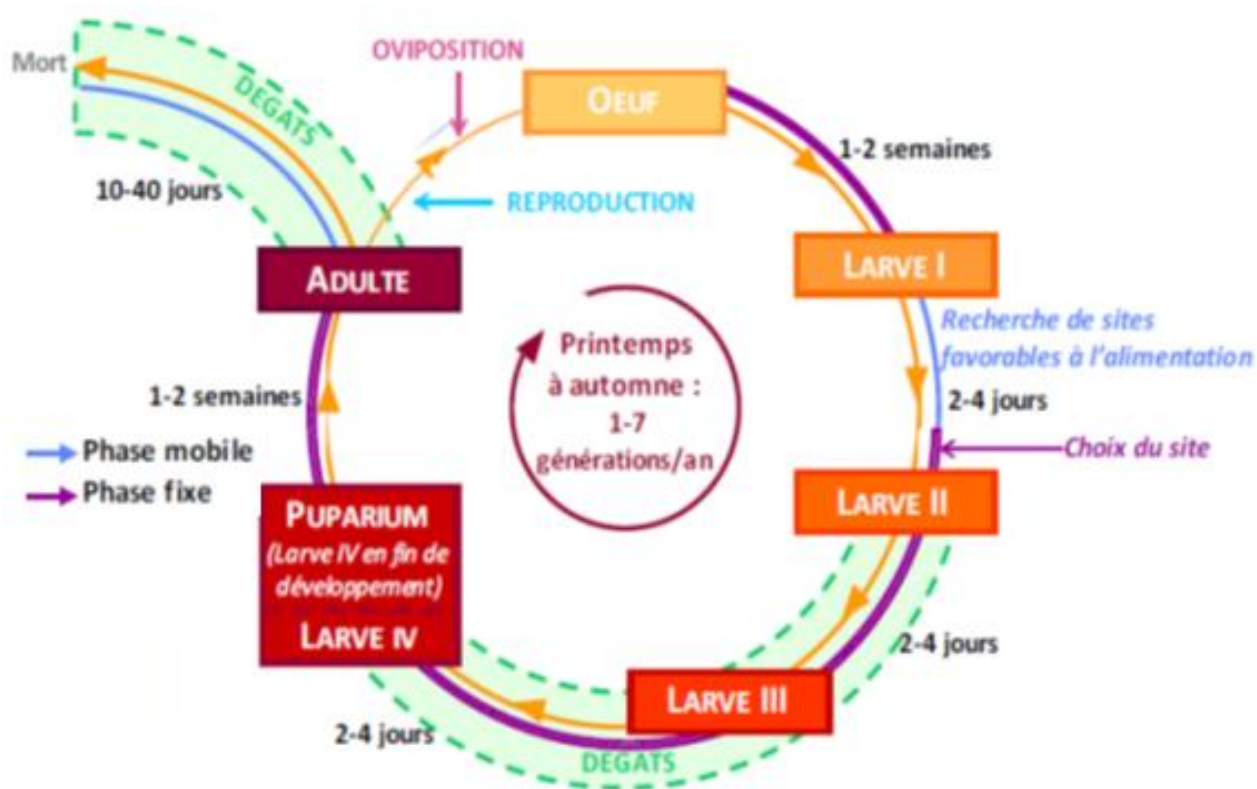 Mort
OVIPOSITION
DEGATS
10-40 jours
OEUF
1-2 semaines
REPRODUCTION
ADULTE
LARVE I
Recherche de sites
favorables à l'alimentation
2-4 jours
Choix du site
Printemps
à automne :
1-7
générations/an
1-2 semaines
Phase mobile
Phase fixe
PUPARIUM
(Larve IV en fin de
développement)
LARVE IV
LARVE II
2-4 jours
LARVE III
2-4 jours
DEGATS